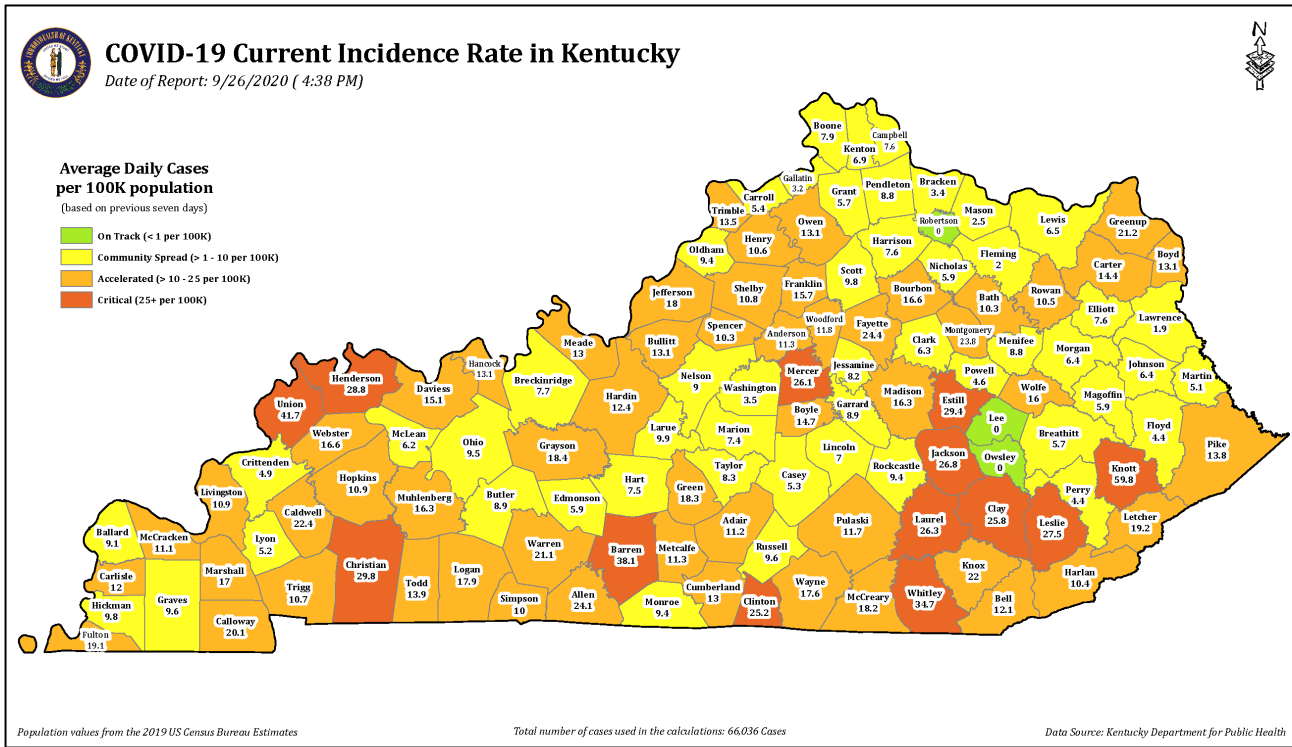 COVID-19 Current Incidence Rate in Kentucky
Date of Report: 9/26/2020 ( 4:38 PM)
N
Average Daily Cases
per 100K population
(based on previous seven days)
On Track (< 1 per 100K)
Community Spread (> 1 - 10 per 100K)
Accelerated (> 10 - 25 per 100K)
Critical (25+ per 100K)
Boone
7.9
Kenton
6.9
Campbell
7.6
Gallatin
3.2
Carroll
5.4
Trimble
13.5
Grant
5.7
Pendleton
8.8
Bracken
3.4
Robertson
0
Mason
2.5
Lewis
6.5
Greenup
21.2
Boyd
13.1
Carter
14.4
Owen
13.1
Henry
10.6
Oldham
9.4
Harrison
7.6
Nicholas
5.9
Fleming
2
Rowan
10.5
Bath
10.3
Elliott
7.6
Lawrence
1.9
Scott
9.8
Franklin
15.7
Shelby
10.8
Jefferson
18
Bourbon
16.6
Woodford
11.8
Fayette
24.4
Anderson
11.3
Spencer
10.3
Bullitt
13.1
Meade
13
Hancock
13.1
Breckinridge
7.7
Hardin
12.4
Nelson
9
Washington
3.5
Mercer
26.1
Jessamine
8.2
Clark
6.3
Montgomery
23.8
Menifee
8.8
Morgan
6.4
Johnson
6.4
Martin
5.1
Powell
4.6
Wolfe
16
Magoffin
5.9
Floyd
4.4
Pike
13.8
Estill
29.4
Lee
0
Owsley
0
Breathitt
5.7
Knott
59.8
Perry
4.4
Letcher
19.2
Leslie
27.5
Harlan
10.4
Madison
16.3
Garrard
8.9
Boyle
14.7
Lincoln
7
Rockcastle
9.4
Jackson
26.8
Clay
25.8
Laurel
26.3
Knox
22
Bell
12.1
Whitley
34.7
McCreary
18.2
Pulaski
11.7
Wayne
17.6
Casey
5.3
Russell
9.6
Clinton
25.2
Cumberland
13
Adair
11.2
Taylor
8.3
Marion
7.4
Larue
9.9
Green
18.3
Hart
7.5
Metcalfe
11.3
Monroe
9.4
Barren
38.1
Allen
24.1
Edmonson
5.9
Grayson
18.4
Warren
21.1
Simpson
10
Butler
8.9
Ohio
9.5
Daviess
15.1
Henderson
28.8
Union
41.7
Webster
16.6
McLean
6.2
Hopkins
10.9
Muhlenberg
16.3
Logan
17.9
Todd
13.9
Christian
29.8
Trigg
10.7
Caldwell
22.4
Lyon
5.2
Crittenden
4.9
Livingston
10.9
Marshall
17
Calloway
20.1
McCracken
11.1
Graves
9.6
Ballard
9.1
Carlisle
12
Hickman
9.8
Fulton
19.1
Population values from the 2019 US Census Bureau Estimates
Total number of cases used in the calculations: 66,036 Cases
Data Source: Kentucky Department for Public Health